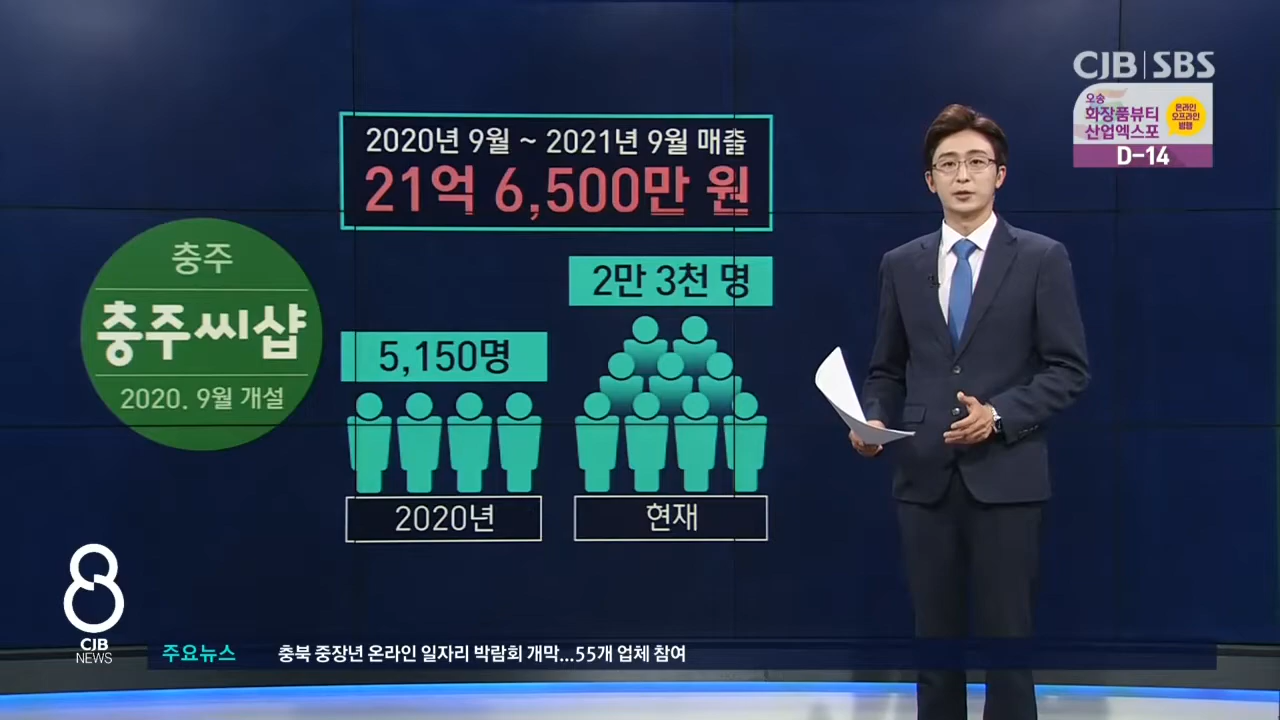 CJB SBS
오송
화장품뷰티
산업엑스포
온라인
오프라인
병행
D-14
2020년 9월 ~ 2021년 9월 매출
21억 6,500만 원
충주
충주씨샵
2020. 9월 개설
2만 3천 명
5,150명
2020년
현재
8
CJB
NEWS
주요뉴스 충북 중장년 온라인 일자리 박람회 개막...55개 업체 참여